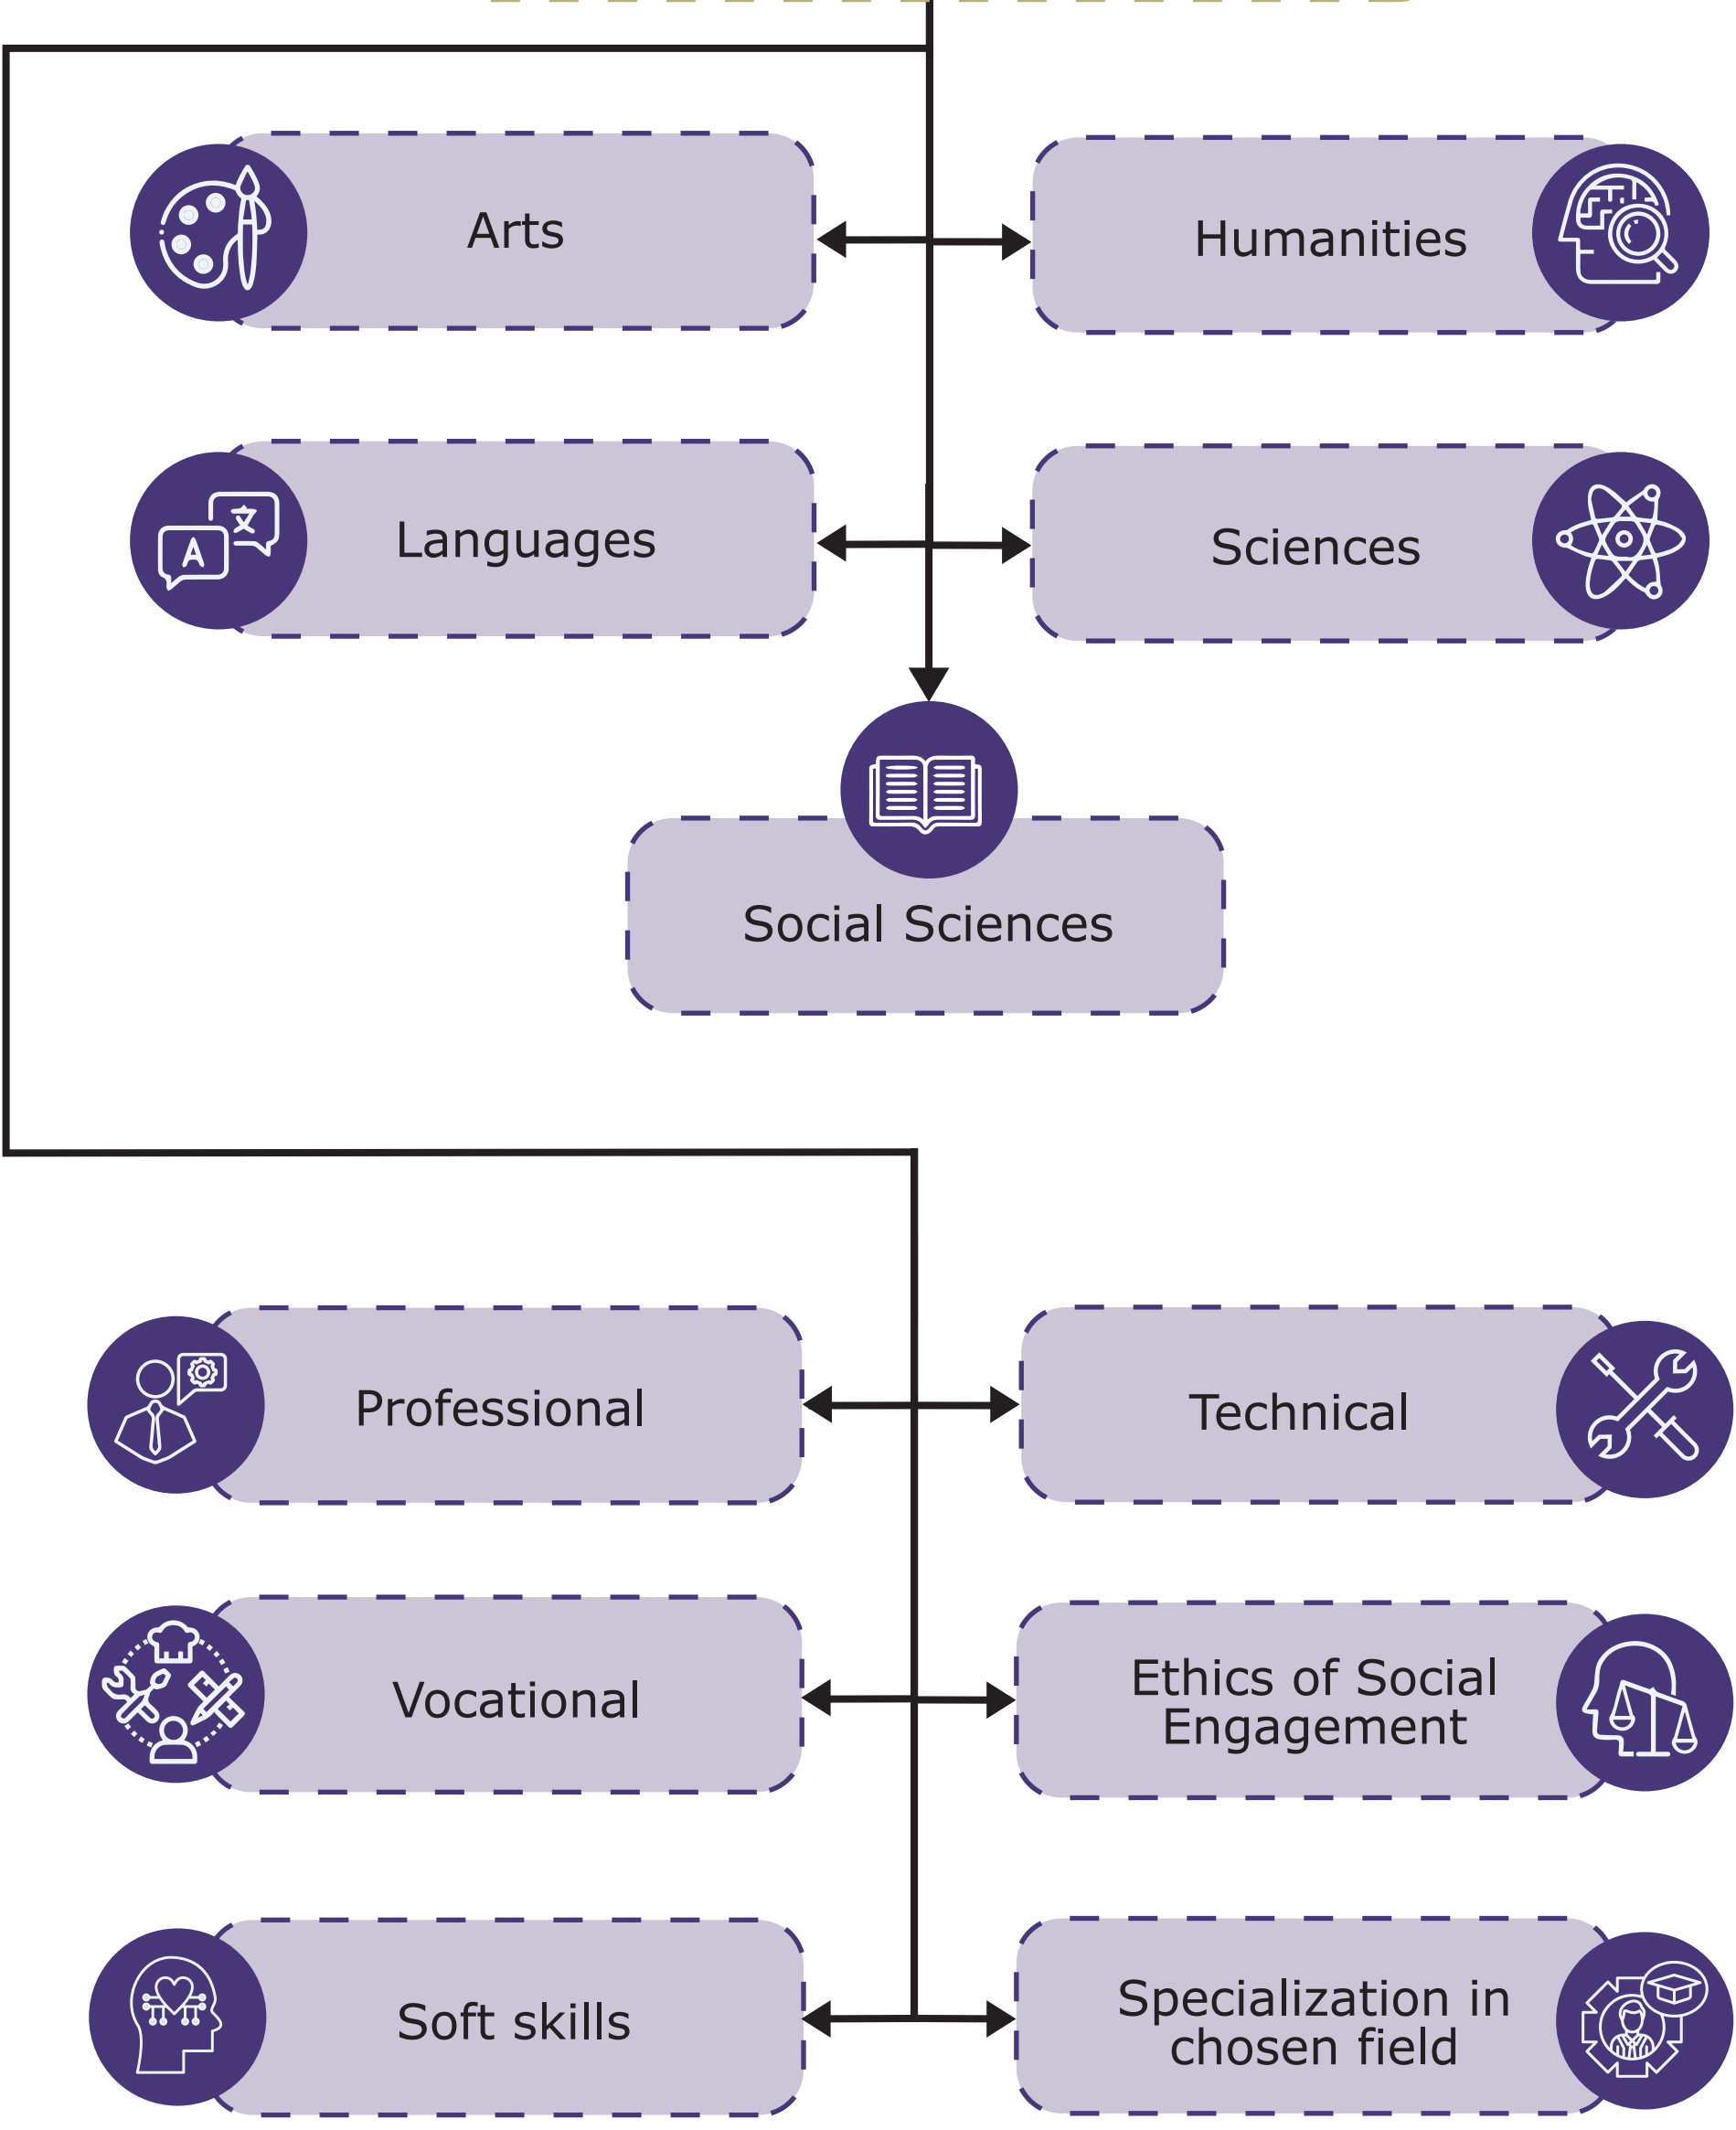 Arts
Humanities
Languages
Sciences
Social Sciences
Professional
Technical
Vocational
Ethics of Social
Engagement
Soft skills
Specialization in
chosen field